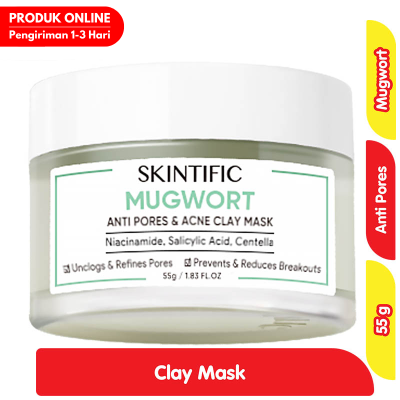 PRODUK ONLINE
Pengiriman 1-3 Hari
Mugwort
Anti Pores
55 g
SKINTIFIC
MUGWORT
ANTI PORES & ACNE CLAY MASK
Niacinamide, Salicylic Acid, Centella
☑ Unclogs & Refines Pores ☑ Prevents & Reduces Breakouts
55g / 1.83 FL.OZ
Clay Mask